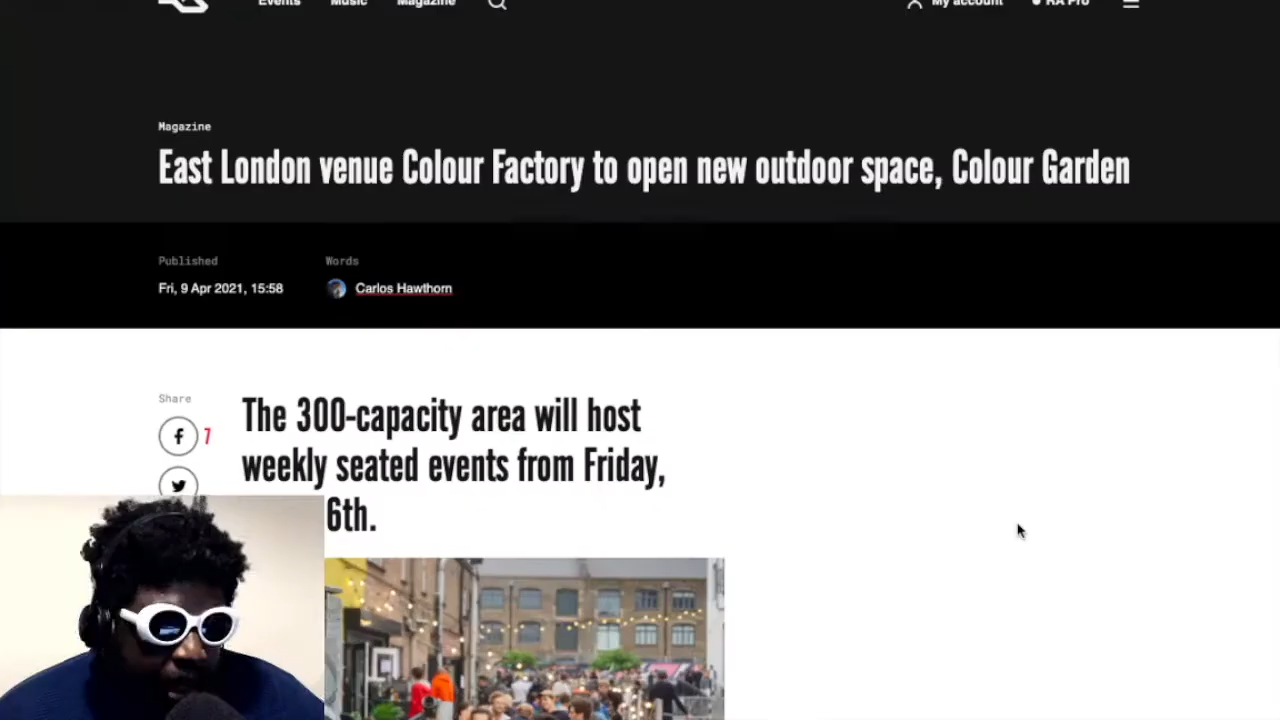 Events Music Magazine My account RA Pro
Magazine
East London venue Colour Factory to open new outdoor space, Colour Garden
Published Words
Fri, 9 Apr 2021, 15:58 Carlos Hawthorn
Share
7
The 300-capacity area will host
weekly seated events from Friday,
6th.